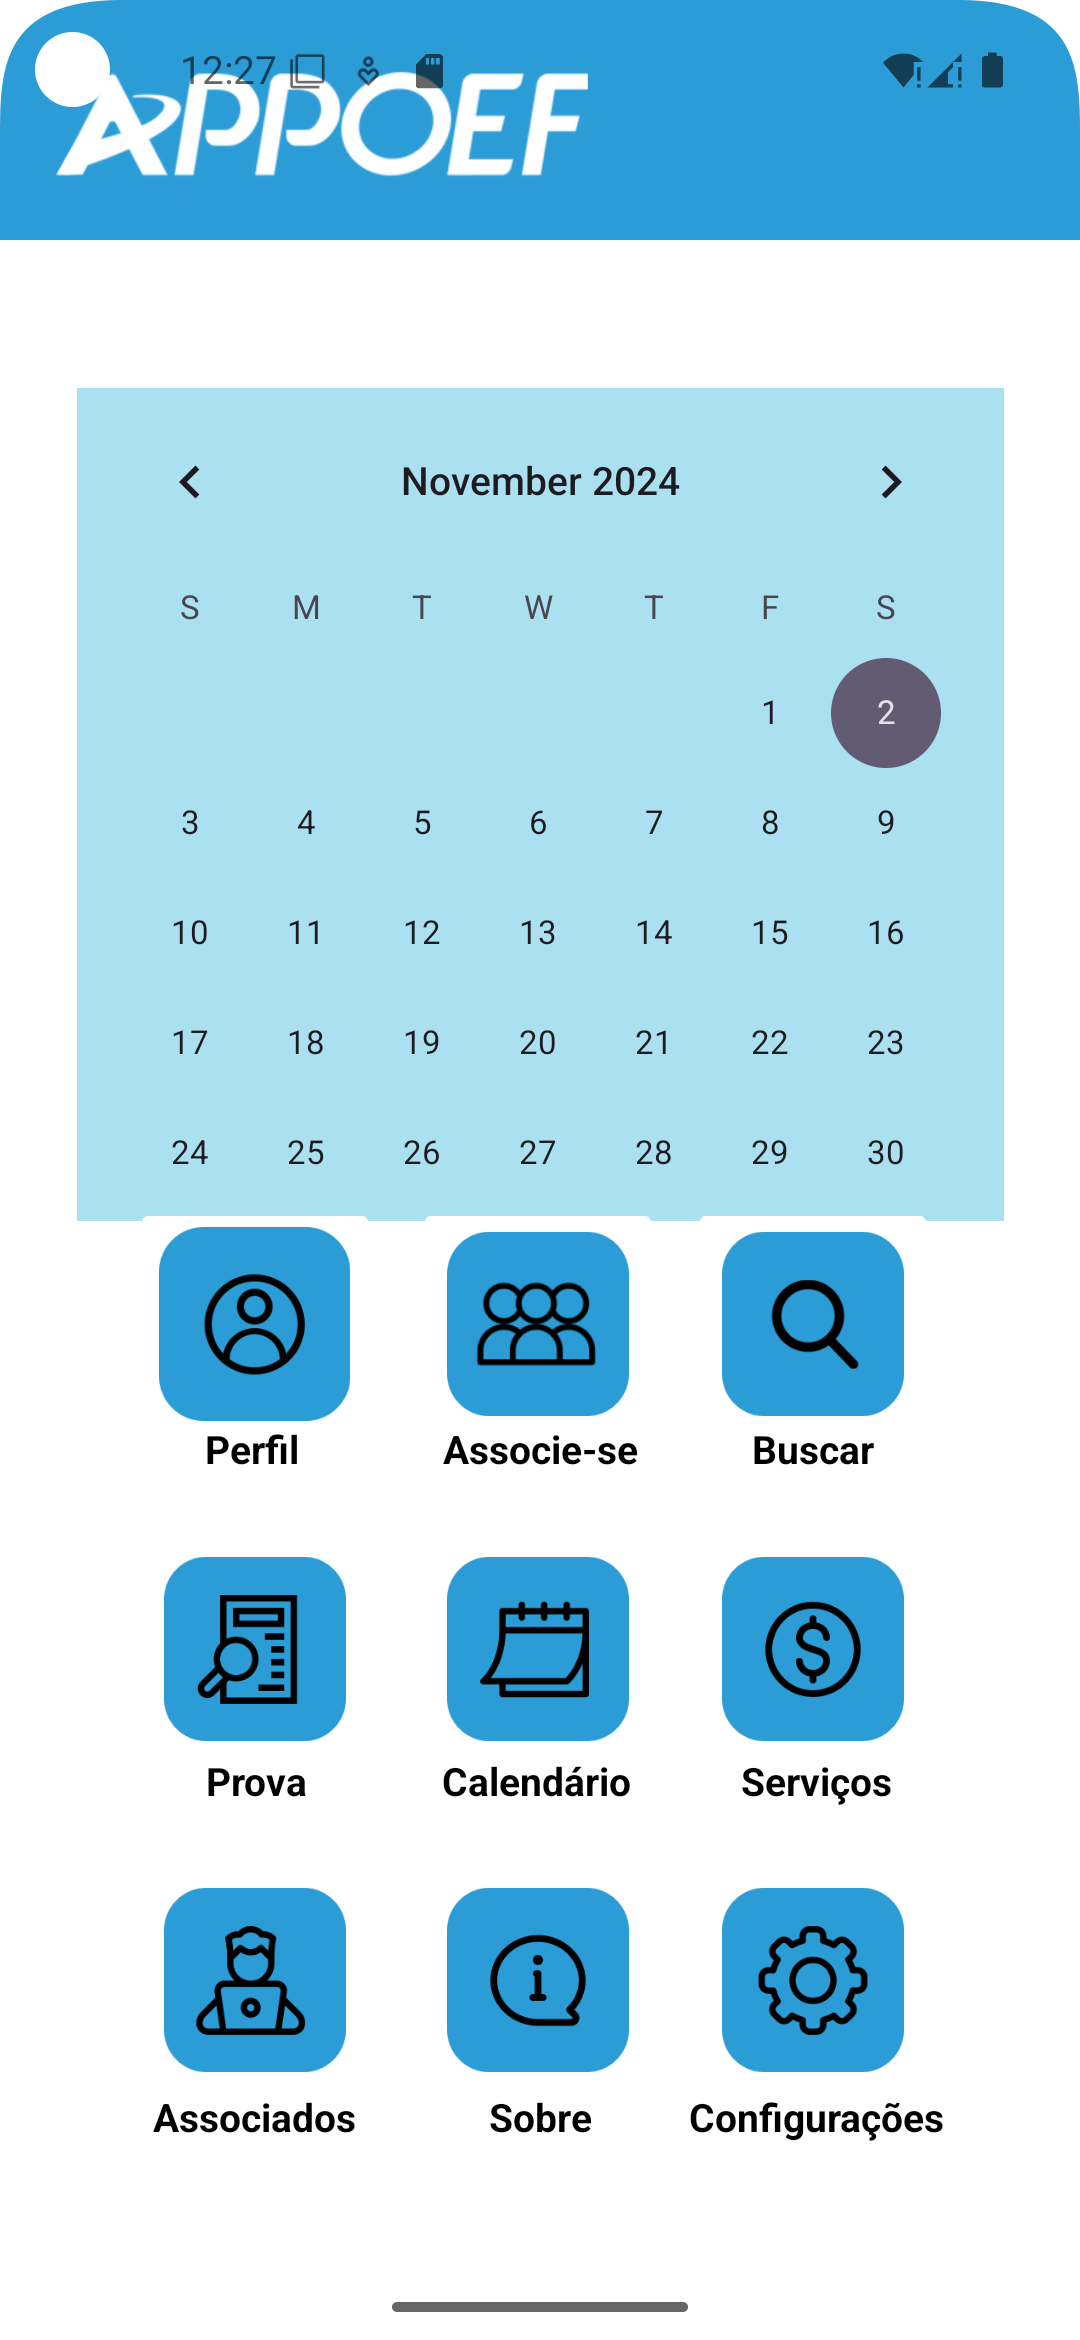 12:27
APPOEF
November 2024
S M T W T F S
1 2
3 4 5 6 7 8 9
10 11 12 13 14 15 16
17 18 19 20 21 22 23
24 25 26 27 28 29 30
Perfil Associe-se Buscar
Prova Calendário Serviços
Associados Sobre Configurações